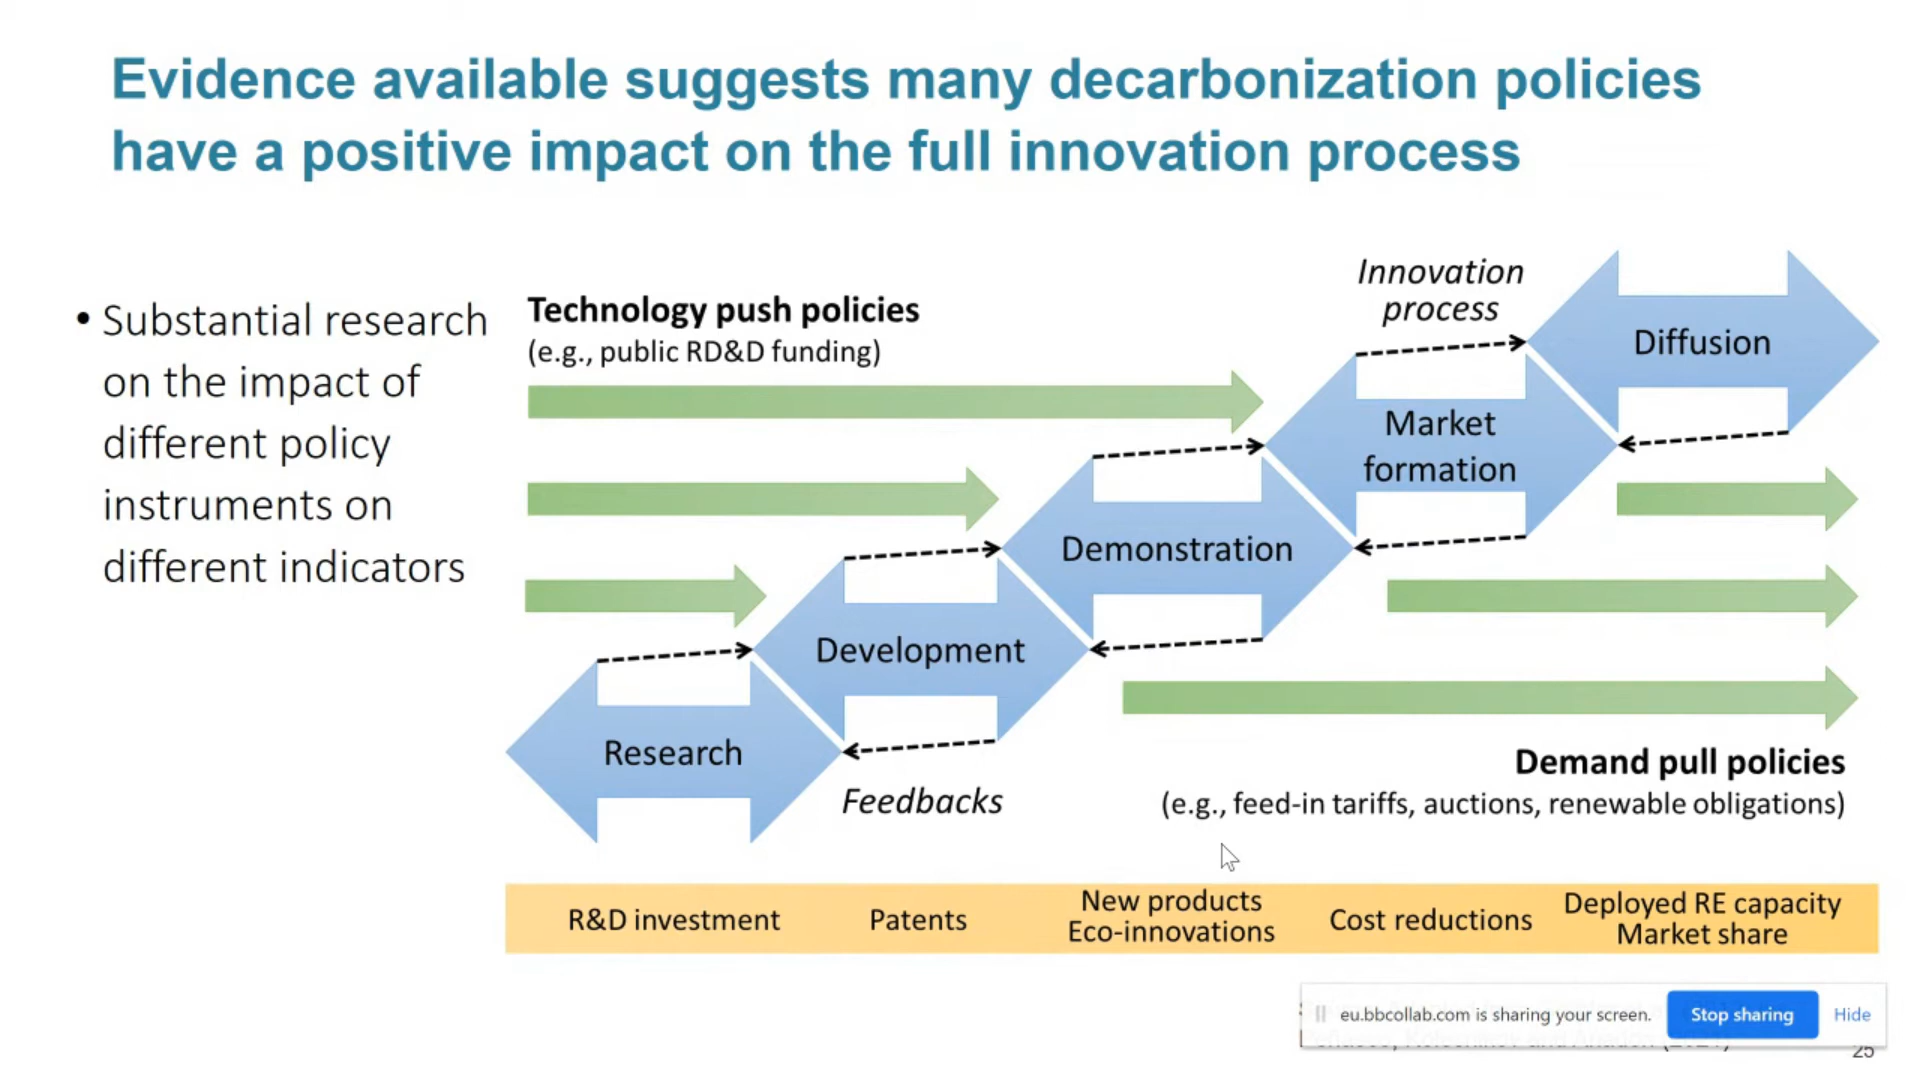 Evidence available suggests many decarbonization policies
have a positive impact on the full innovation process
• Substantial research
on the impact of
different policy
instruments on
different indicators
Technology push policies
(e.g., public RD&D funding)
Innovation
process
Diffusion
Market
formation
Demonstration
Development
Research
Feedbacks
Demand pull policies
(e.g., feed-in tariffs, auctions, renewable obligations)
R&D investment
Patents
New products
Eco-innovations
Cost reductions
Deployed RE capacity
Market share
eu.bbcollab.com is sharing your screen.
Stop sharing
Hide
25